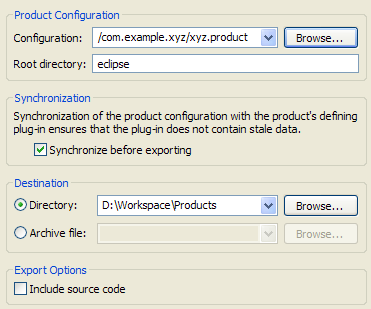 Product Configuration
Configuration: /com.example.xyz/xyz.product Browse...
Root directory: eclipse
Synchronization
Synchronization of the product configuration with the product's defining
plug-in ensures that the plug-in does not contain stale data.
Synchronize before exporting
Destination
Directory: D:\Workspace\Products Browse...
Archive file: Browse...
Export Options
Include source code